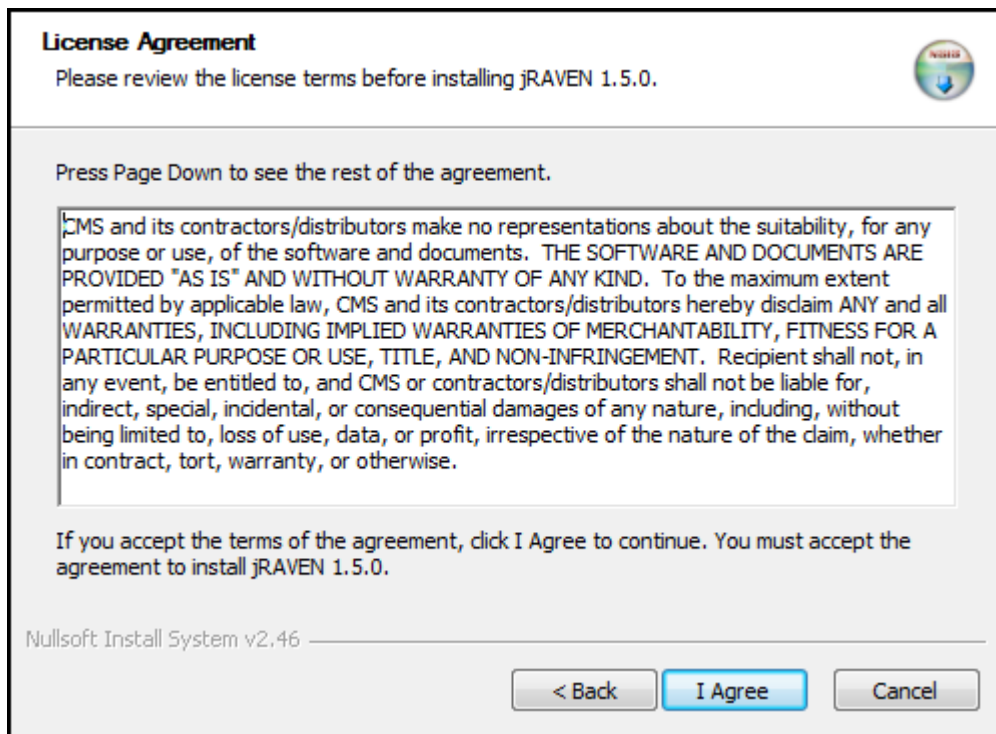 License Agreement
Please review the license terms before installing jRAVEN 1.5.0.
Press Page Down to see the rest of the agreement.
CMS and its contractors/distributors make no representations about the suitability, for any
purpose or use, of the software and documents.  THE SOFTWARE AND DOCUMENTS ARE
PROVIDED "AS IS" AND WITHOUT WARRANTY OF ANY KIND.  To the maximum extent
permitted by applicable law, CMS and its contractors/distributors hereby disclaim ANY and all
WARRANTIES, INCLUDING IMPLIED WARRANTIES OF MERCHANTABILITY, FITNESS FOR A
PARTICULAR PURPOSE OR USE, TITLE, AND NON-INFRINGEMENT.  Recipient shall not, in
any event, be entitled to, and CMS or contractors/distributors shall not be liable for,
indirect, special, incidental, or consequential damages of any nature, including, without
being limited to, loss of use, data, or profit, irrespective of the nature of the claim, whether
in contract, tort, warranty, or otherwise.
If you accept the terms of the agreement, click I Agree to continue. You must accept the
agreement to install jRAVEN 1.5.0.
Nullsoft Install System v2.46
< Back
I Agree
Cancel